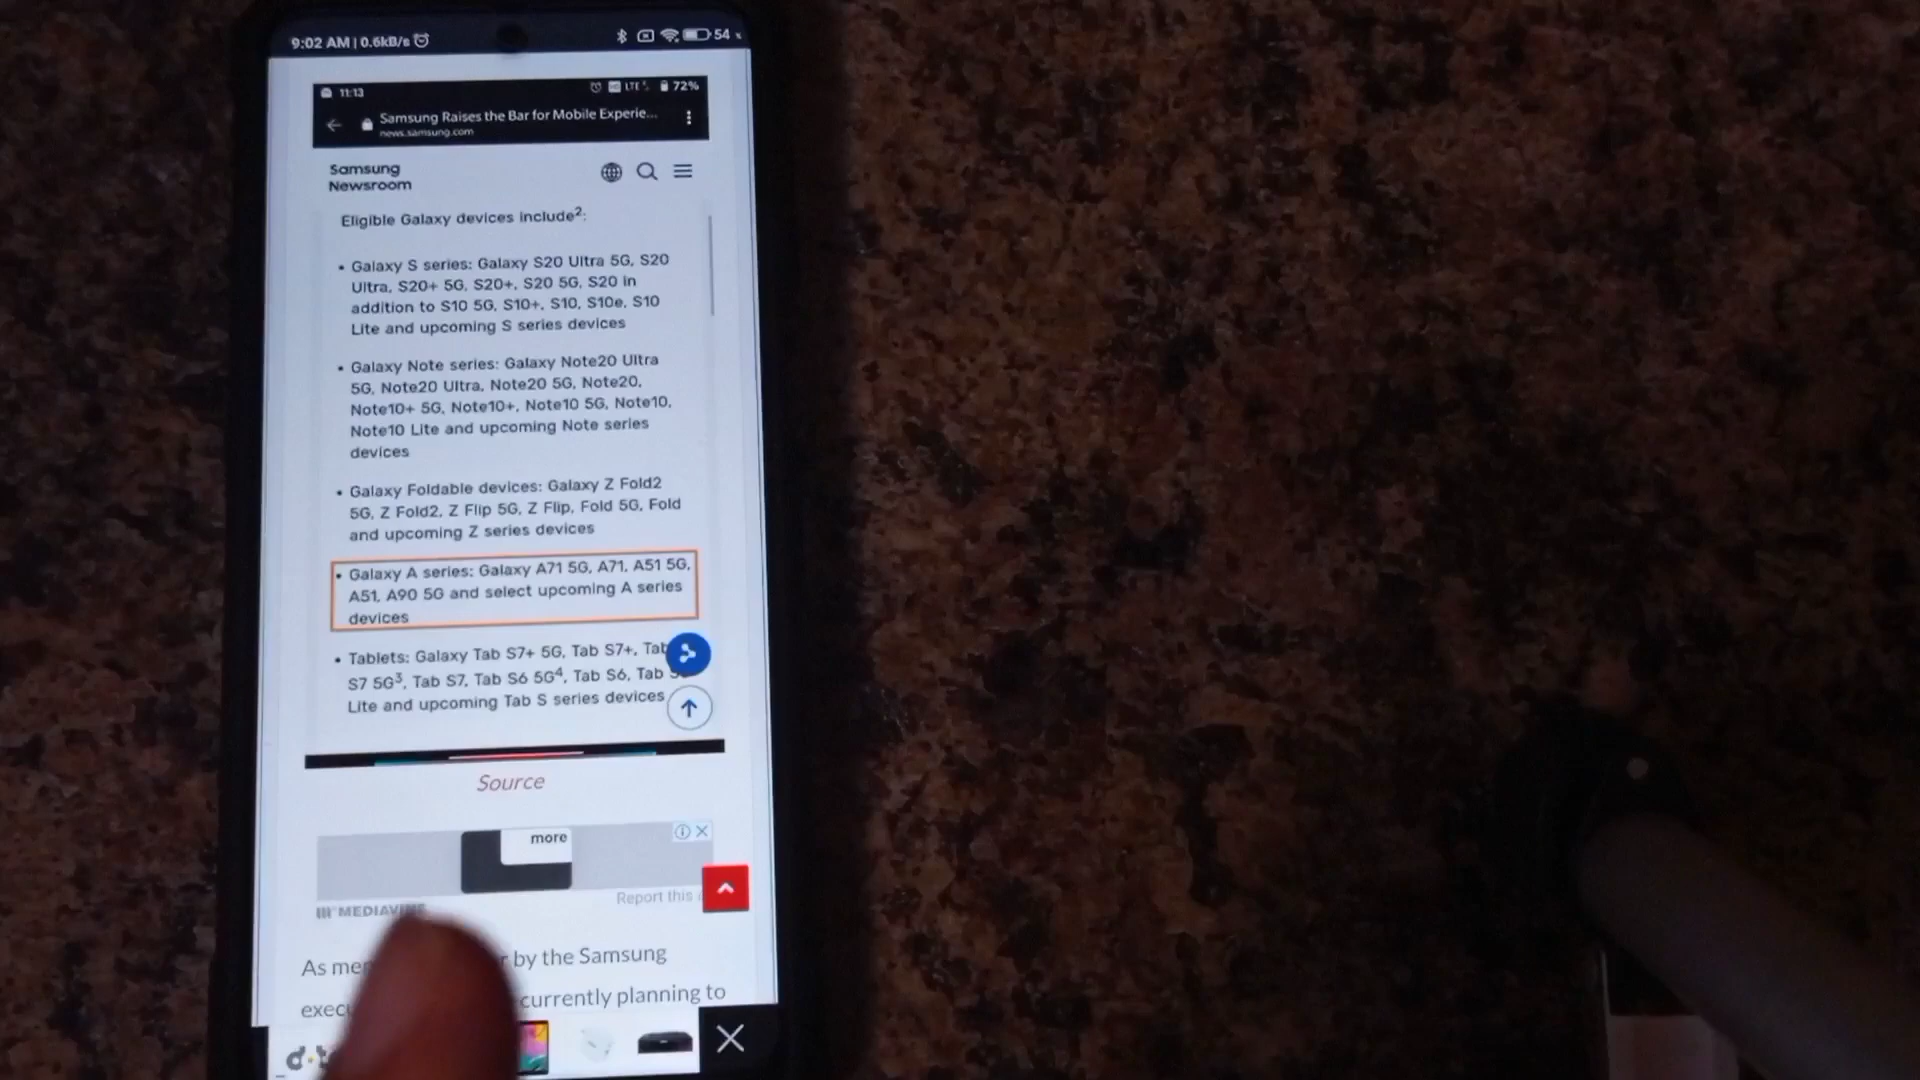 9:02 AM | 0.6kB/s
54
11:13
LTE
72%
Samsung Raises the Bar for Mobile Experie...
news.samsung.com
Samsung
Newsroom
Eligible Galaxy devices include²:
• Galaxy S series: Galaxy S20 Ultra 5G, S20
Ultra, S20+ 5G, S20+, S20 5G, S20 in
addition to S10 5G, S10+, S10, S10e, S10
Lite and upcoming S series devices
• Galaxy Note series: Galaxy Note20 Ultra
5G, Note20 Ultra, Note20 5G, Note20,
Note10+ 5G, Note10+, Note10 5G, Note10,
Note10 Lite and upcoming Note series
devices
• Galaxy Foldable devices: Galaxy Z Fold2
5G, Z Fold2, Z Flip 5G, Z Flip, Fold 5G, Fold
and upcoming Z series devices
• Galaxy A series: Galaxy A71 5G, A71, A51 5G,
A51, A90 5G and select upcoming A series
devices
• Tablets: Galaxy Tab S7+ 5G, Tab S7+, Tab
S7 5G³, Tab S7, Tab S6 5G⁴, Tab S6, Tab
Lite and upcoming Tab S series devices
Source
more
Report this
MEDIAVINE
As by the Samsung
currently planning to